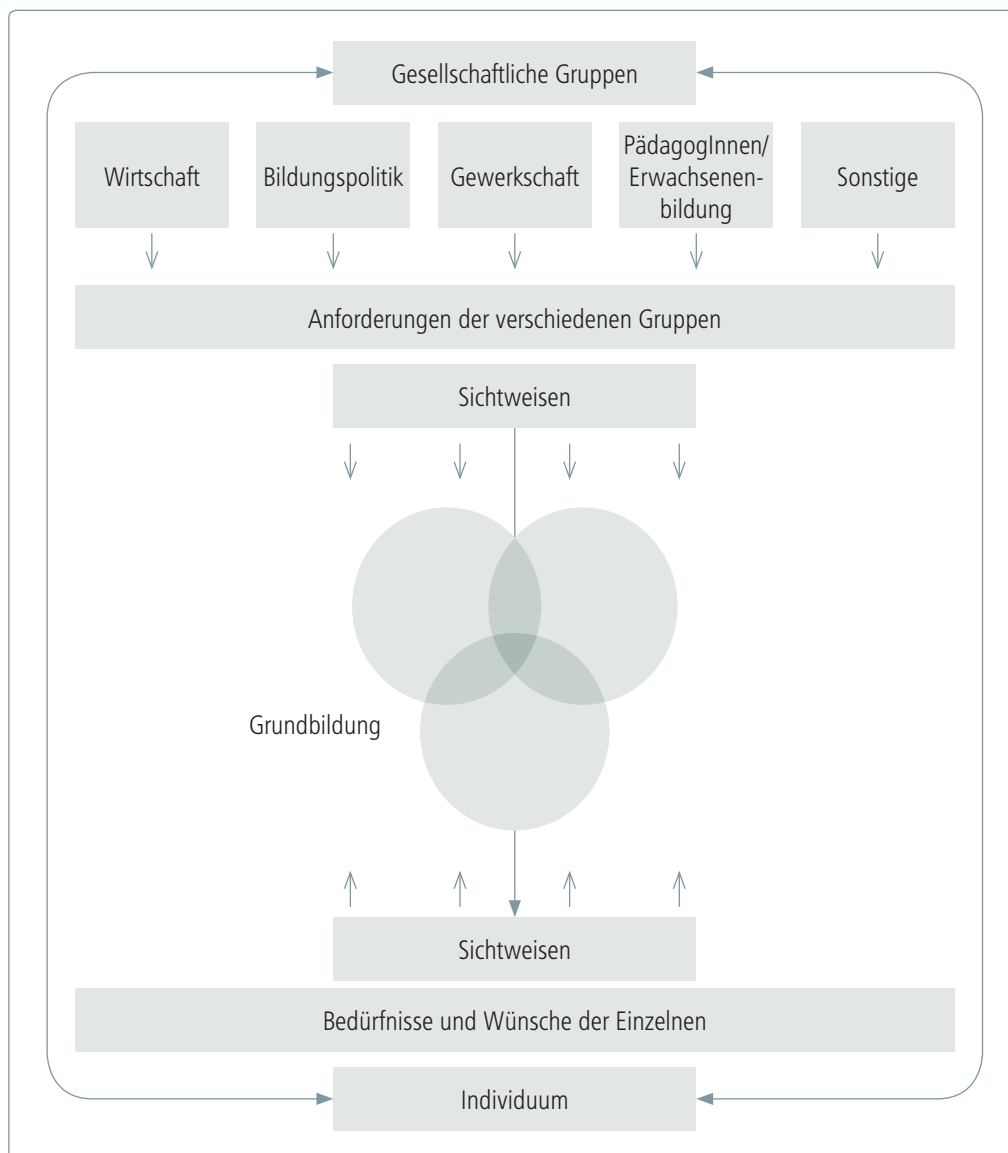 Gesellschaftliche Gruppen
Wirtschaft
Bildungspolitik
Gewerkschaft
PädagogInnen/
Erwachsenen-
bildung
Sonstige
Anforderungen der verschiedenen Gruppen
Sichtweisen
Grundbildung
Sichtweisen
Bedürfnisse und Wünsche der Einzelnen
Individuum